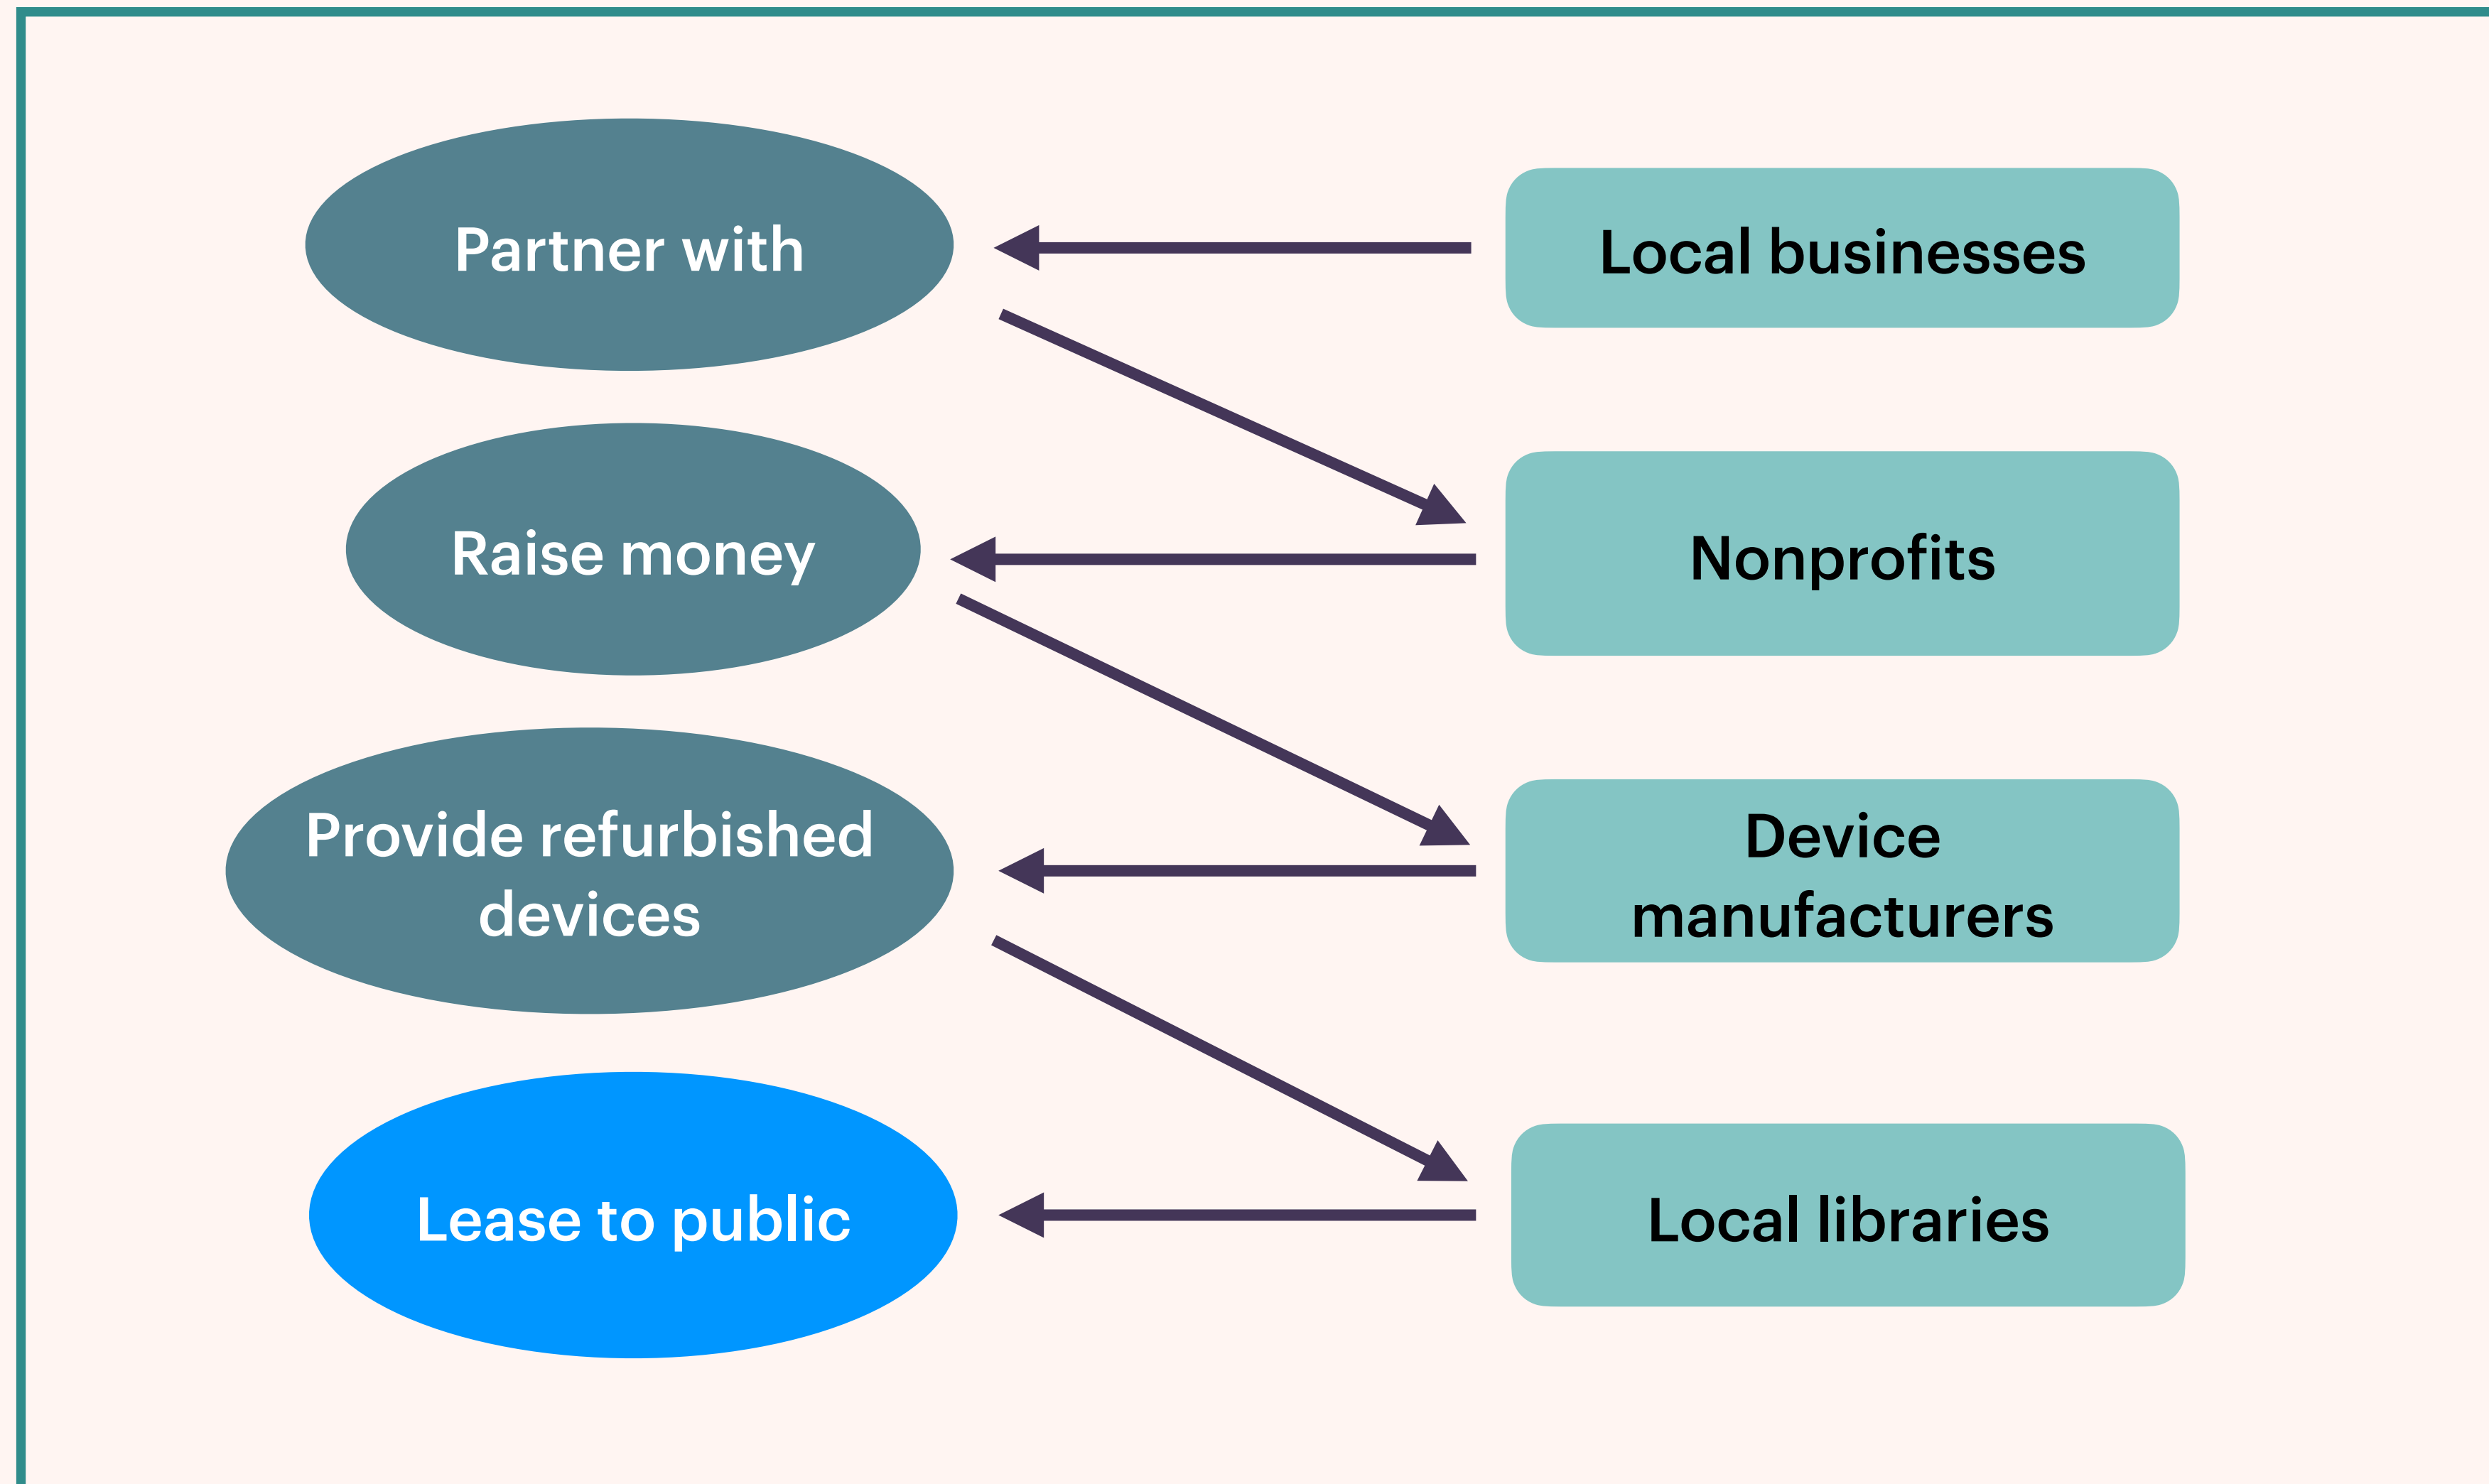 Partner with
Local businesses
Raise money
Nonprofits
Provide refurbished
devices
Device
manufacturers
Lease to public
Local libraries